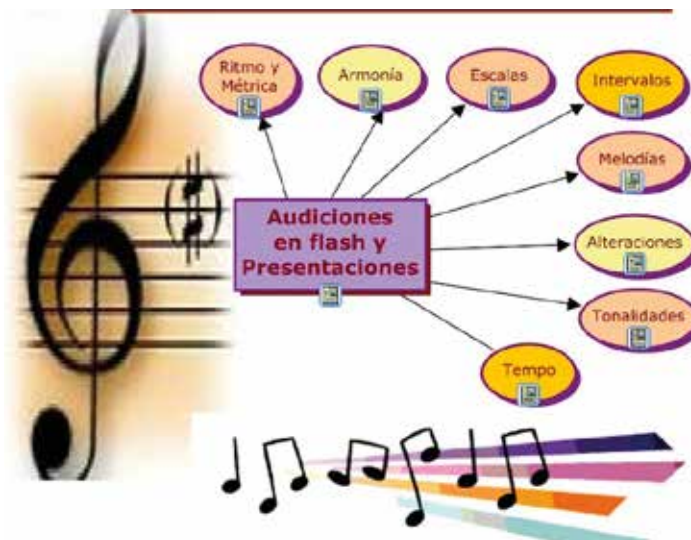 Ritmo y
Métrica
Armonía
Escalas
Intervalos
Melodías
Audiciones
en flash y
Presentaciones
Alteraciones
Tonalidades
Tempo